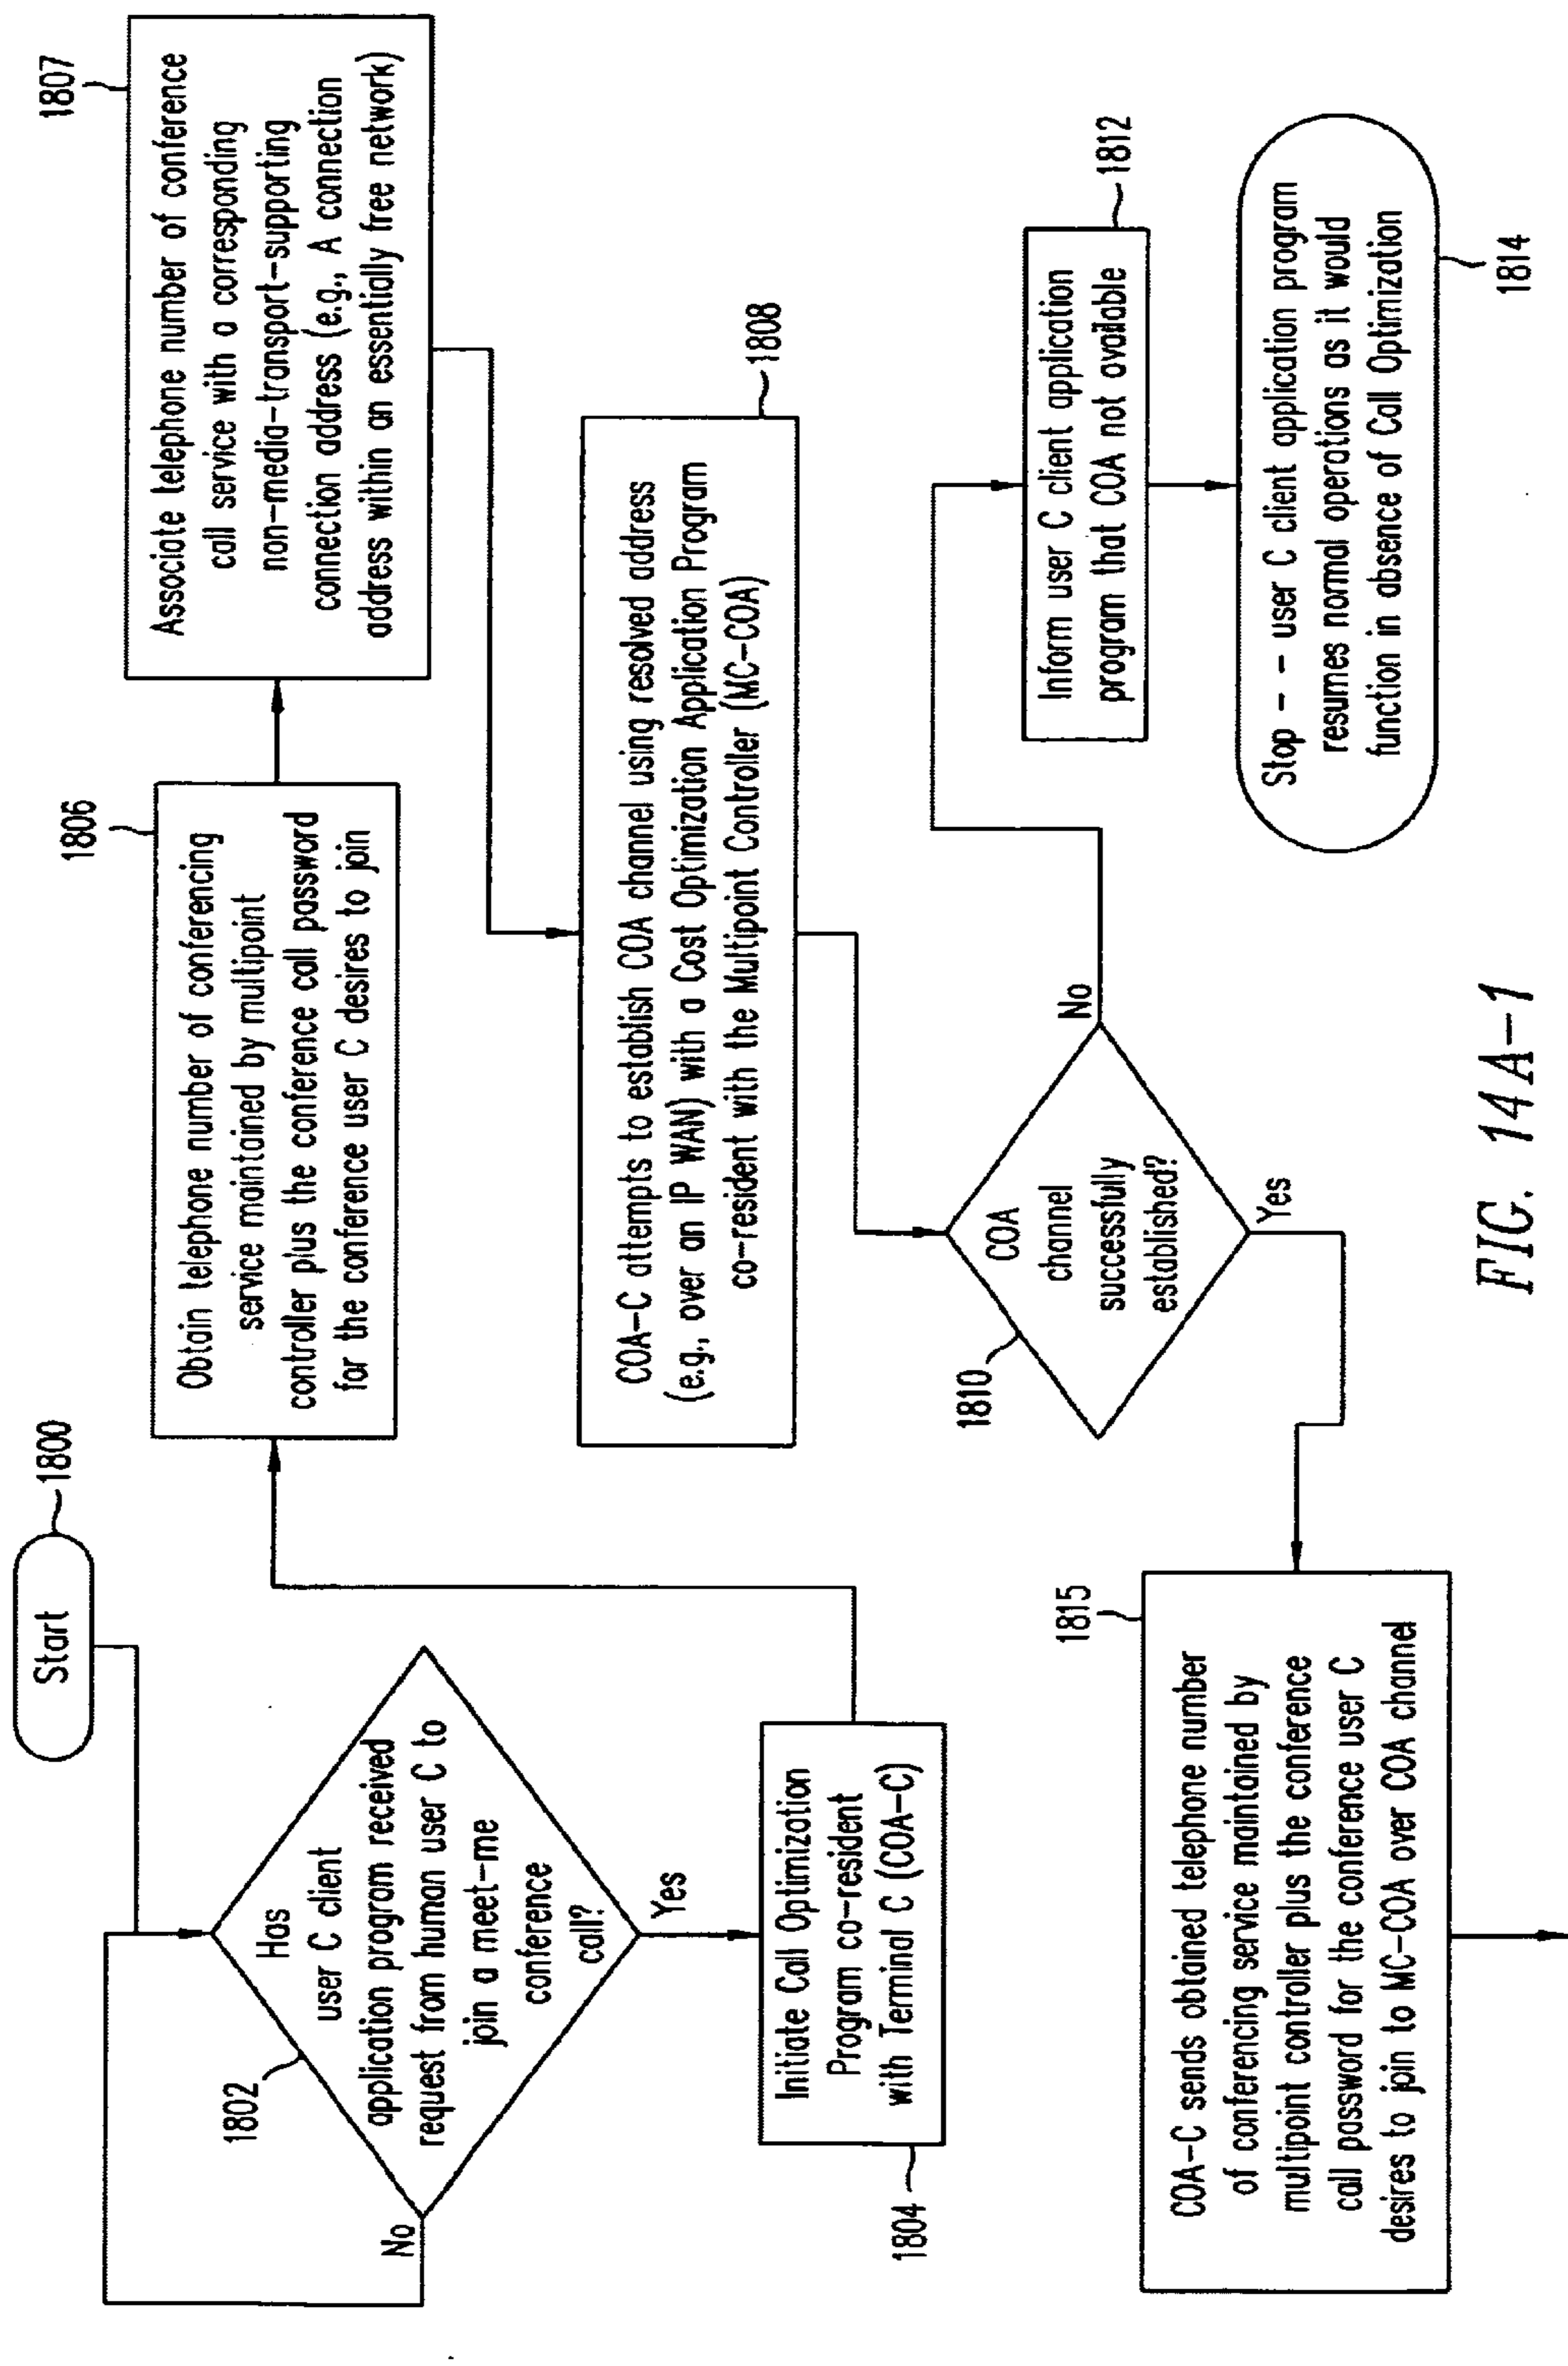 Start
1800
Has
user C client
application program received
request from human user C to
join a meet-me
conference
call?
1802
No
Yes
Initiate Call Optimization
Program co-resident
with Terminal C (COA-C)
1804
1806
Obtain telephone number of conferencing
service maintained by multipoint
controller plus the conference call password
for the conference user C desires to join
1807
Associate telephone number of conference
call service with a corresponding
non-media-transport-supporting
connection address (e.g., A connection
address within an essentially free network)
1808
COA-C attempts to establish COA channel using resolved address
(e.g., over an IP WAN) with a Cost Optimization Application Program
co-resident with the Multipoint Controller (MC-COA)
1810
COA
channel
successfully
established?
No
Yes
1812
Inform user C client application
program that COA not available
Stop - - user C client application program
resumes normal operations as it would
function in absence of Call Optimization
1814
1815
COA-C sends obtained telephone number
of conferencing service maintained by
multipoint controller plus the conference
call password for the conference user C
desires to join to MC-COA over COA channel
FIG. 14A-1